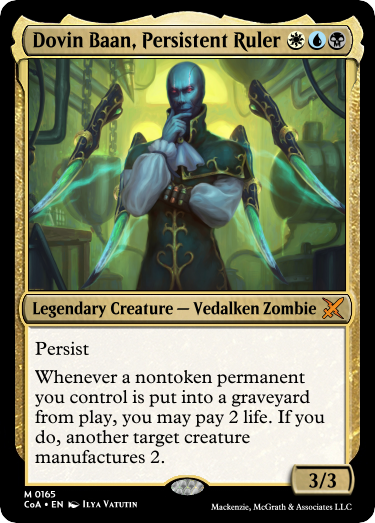 Dovin Baan, Persistent Ruler
Legendary Creature — Vedalken Zombie
Persist
Whenever a nontoken permanent
you control is put into a graveyard
from play, you may pay 2 life. If you
do, another target creature
manufactures 2.
3/3
M 0165
CoA • EN Ilya Vatutin
Mackenzie, McGrath & Associates LLC